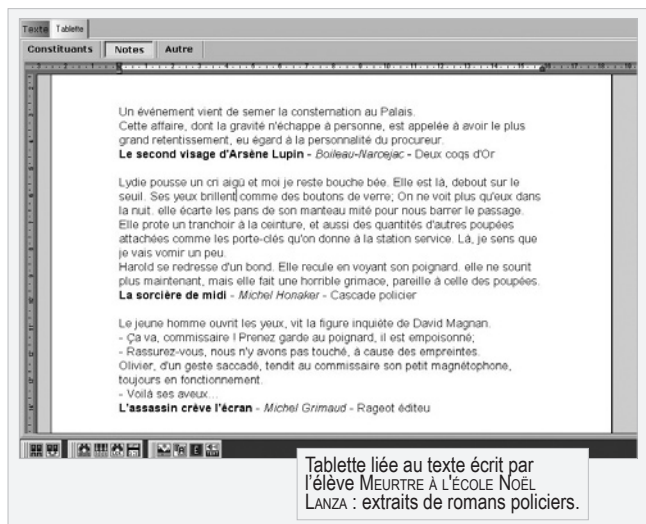 Texte Tablette
Constituants Notes Autre
Un événement vient de semer la consternation au Palais.
Cette affaire, dont la gravité n'échappe à personne, est appelée à avoir le plus
grand retentissement, eu égard à la personnalité du procureur.
Le second visage d'Arsène Lupin - Boileau-Narcejac - Deux coqs d'Or
Lydie pousse un cri aigü et moi je reste bouche bée. Elle est là, debout sur le
seuil. Ses yeux brillent comme des boutons de verre; On ne voit plus qu'eux dans
la nuit. elle écarte les pans de son manteau mité pour nous barrer le passage.
Elle prote un tranchoir à la ceinture, et aussi des quantités d'autres poupées
attachées comme les porte-clés qu'on donne à la station service. Là, je sens que
je vais vomir un peu.
Harold se redresse d'un bond. Elle recule en voyant son poignard. elle ne sourit
plus maintenant, mais elle fait une horrible grimace, pareille à celle des poupées.
La sorcière de midi - Michel Honaker - Cascade policier
Le jeune homme ouvrit les yeux, vit la figure inquiète de David Magnan.
- Ça va, commissaire ! Prenez garde au poignard, il est empoisonné;
- Rassurez-vous, nous n'y avons pas touché, à cause des empreintes.
Olivier, d'un geste saccadé, tendit au commissaire son petit magnétophone,
toujours en fonctionnement.
- Voilà ses aveux...
L'assassin crève l'écran - Michel Grimaud - Rageot éditeu
Tablette liée au texte écrit par
l'élève MEURTRE À L'ÉCOLE NOËL
LANZA : extraits de romans policiers.